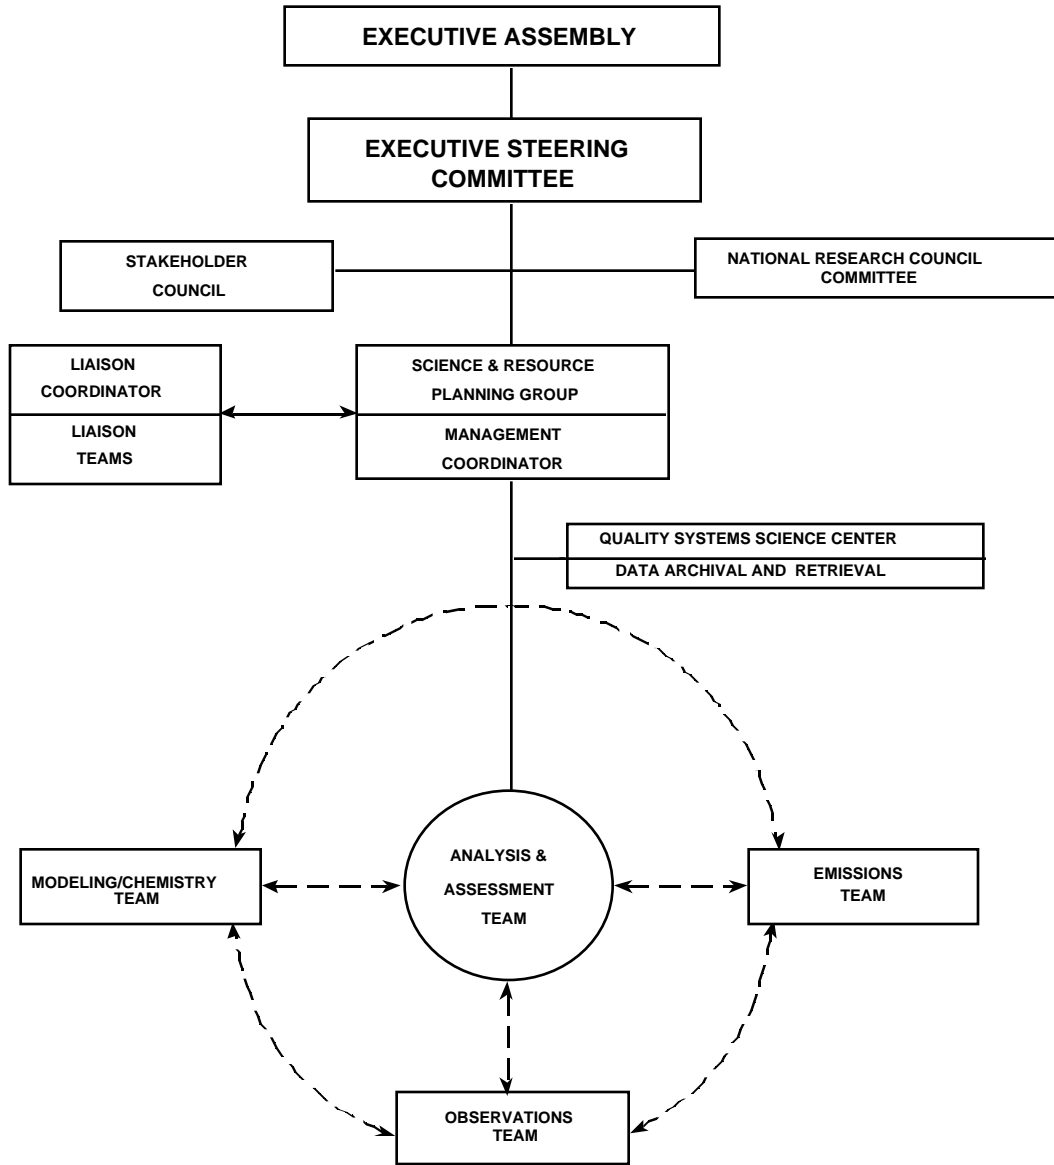 EXECUTIVE ASSEMBLY
EXECUTIVE STEERING
COMMITTEE
STAKEHOLDER
COUNCIL
NATIONAL RESEARCH COUNCIL
COMMITTEE
LIAISON
COORDINATOR
LIAISON
TEAMS
SCIENCE & RESOURCE
PLANNING GROUP
MANAGEMENT
COORDINATOR
QUALITY SYSTEMS SCIENCE CENTER
DATA ARCHIVAL AND RETRIEVAL
MODELING/CHEMISTRY
TEAM
ANALYSIS &
ASSESSMENT
TEAM
EMISSIONS
TEAM
OBSERVATIONS
TEAM